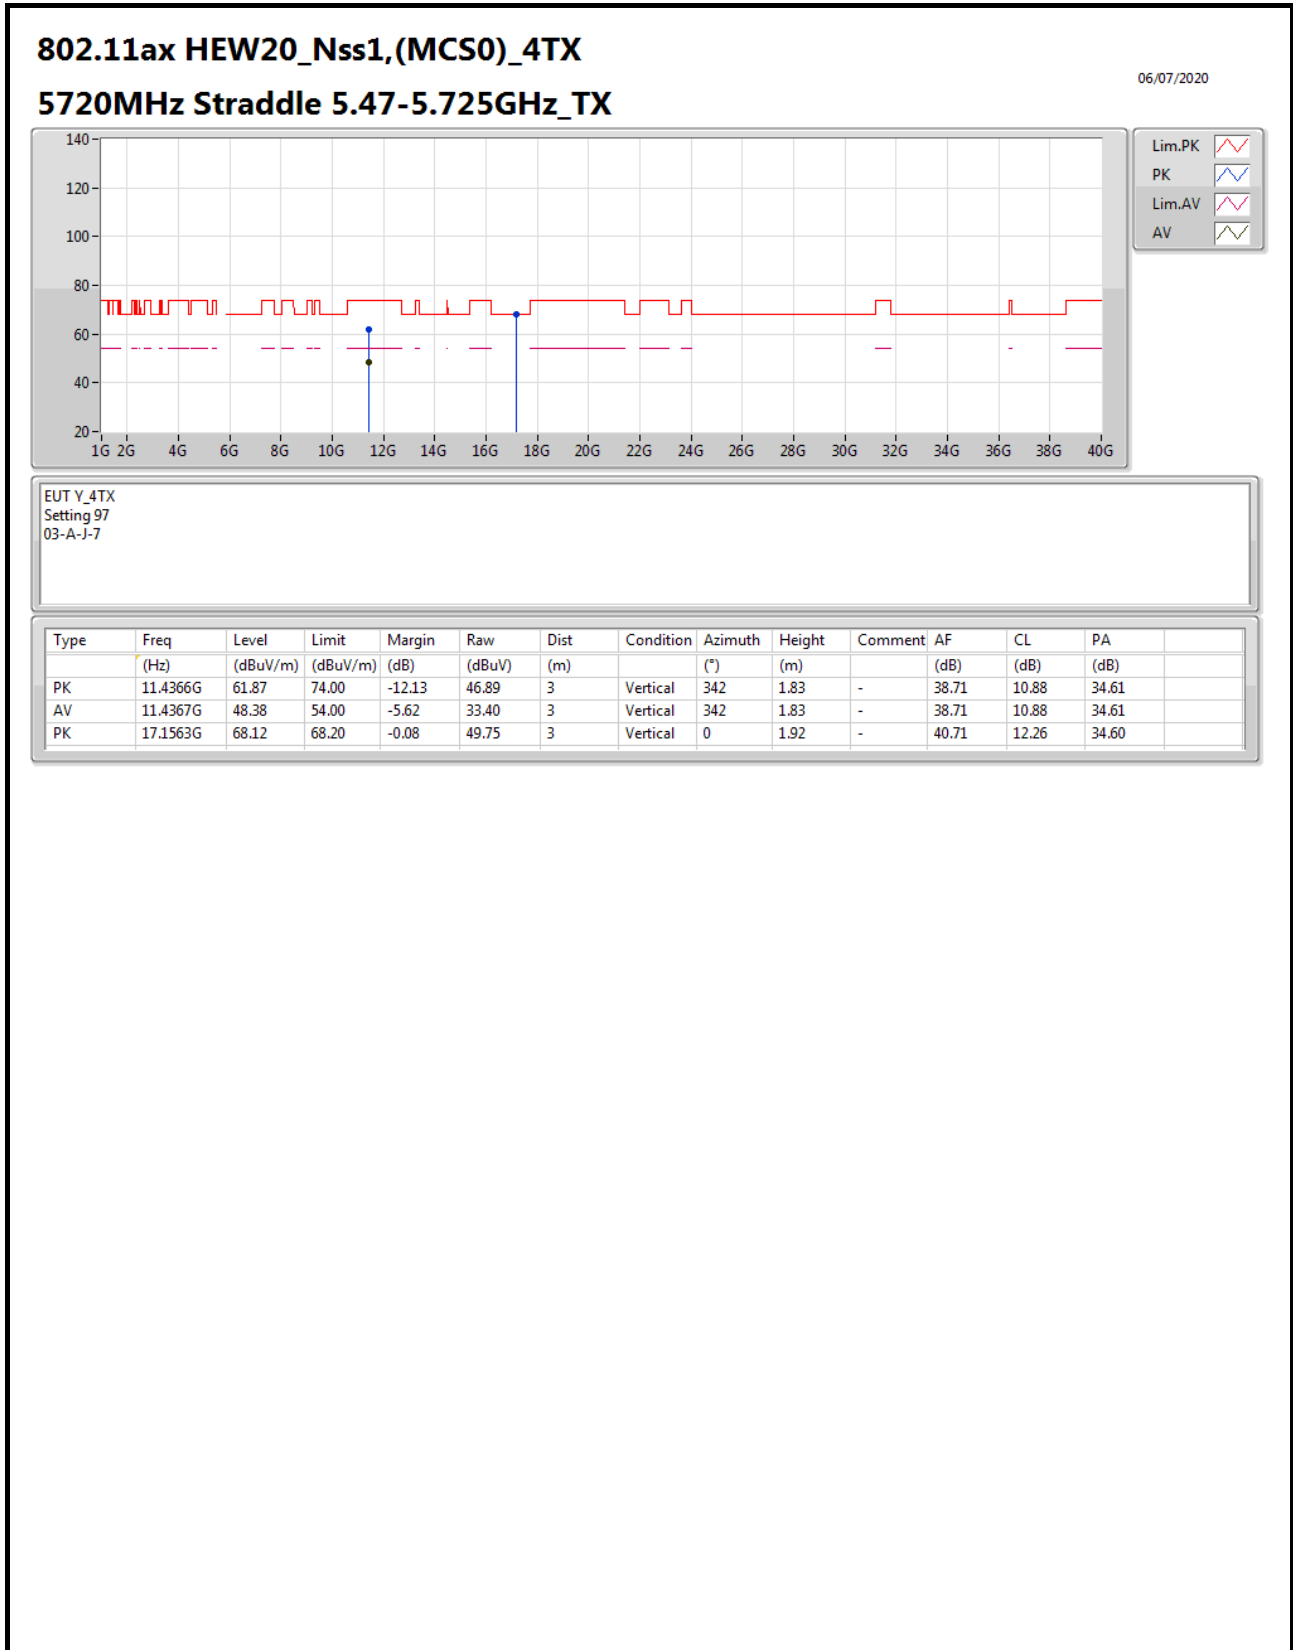 802.11ax HEW20_Nss1,(MCS0)_4TX
06/07/2020
5720MHz Straddle 5.47-5.725GHz_TX
140
120
100
80
60
40
20
1G 2G 4G 6G 8G 10G 12G 14G 16G 18G 20G 22G 24G 26G 28G 30G 32G 34G 36G 38G 40G
Lim.PK
PK
Lim.AV
AV
EUT Y_4TX
Setting 97
03-A-J-7
Type Freq Level Limit Margin Raw Dist Condition Azimuth Height Comment AF CL PA
(Hz) (dBuV/m) (dBuV/m) (dB) (dBuV) (m) (°) (m) (dB) (dB) (dB)
PK 11.4366G 61.87 74.00 -12.13 46.89 3 Vertical 342 1.83 - 38.71 10.88 34.61
AV 11.4367G 48.38 54.00 -5.62 33.40 3 Vertical 342 1.83 - 38.71 10.88 34.61
PK 17.1563G 68.12 68.20 -0.08 49.75 3 Vertical 0 1.92 - 40.71 12.26 34.60